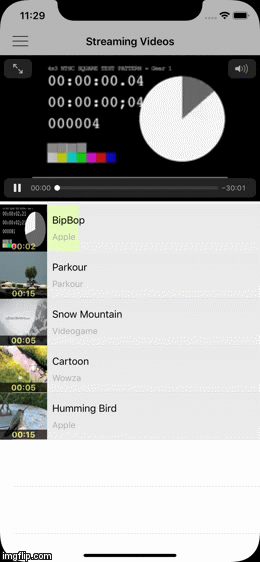 11:29
Streaming Videos
4x3 NTSC SQUARE TEST PATTERN - Gear 1
00:00:00.04
00:00:00;04
000004
00:00
-30:01
BipBop
Apple
00:02
Parkour
Parkour
00:15
Snow Mountain
Videogame
00:05
Cartoon
Wowza
00:05
Humming Bird
Apple
00:15
imgflip.com